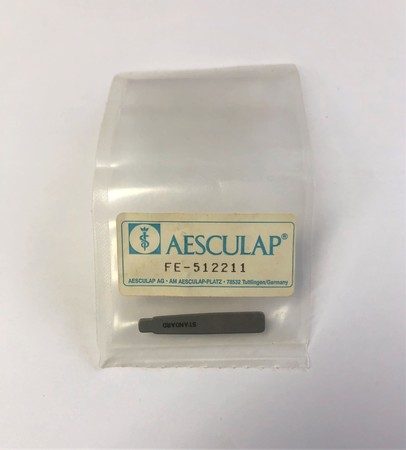 AESCULAP®
FE-512211
AESCULAP AG • AM AESCULAP-PLATZ • 78532 Tuttlingen/Germany
STANDARD